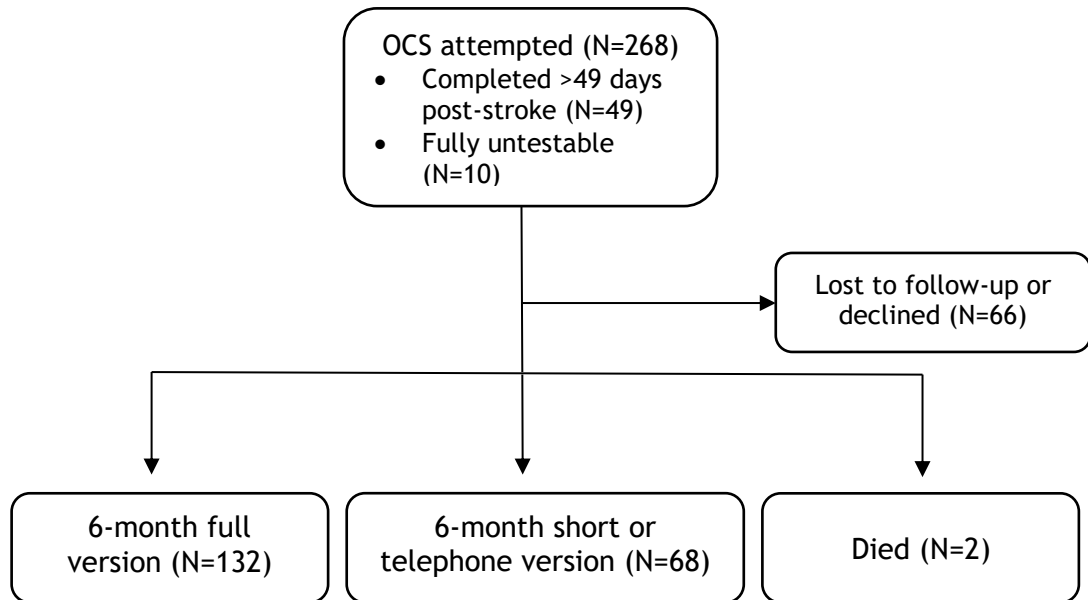 OCS attempted (N=268)
• Completed >49 days
post-stroke (N=49)
• Fully untestable
(N=10)
Lost to follow-up or
declined (N=66)
6-month full
version (N=132)
6-month short or
telephone version (N=68)
Died (N=2)